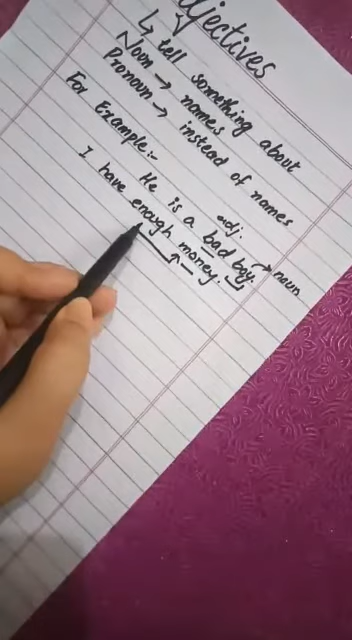 Adjectives
↳ tell something about
Noun → names
Pronoun → instead of names
For Example:-
adj.
He is a bad boy. → noun
I have enough money.